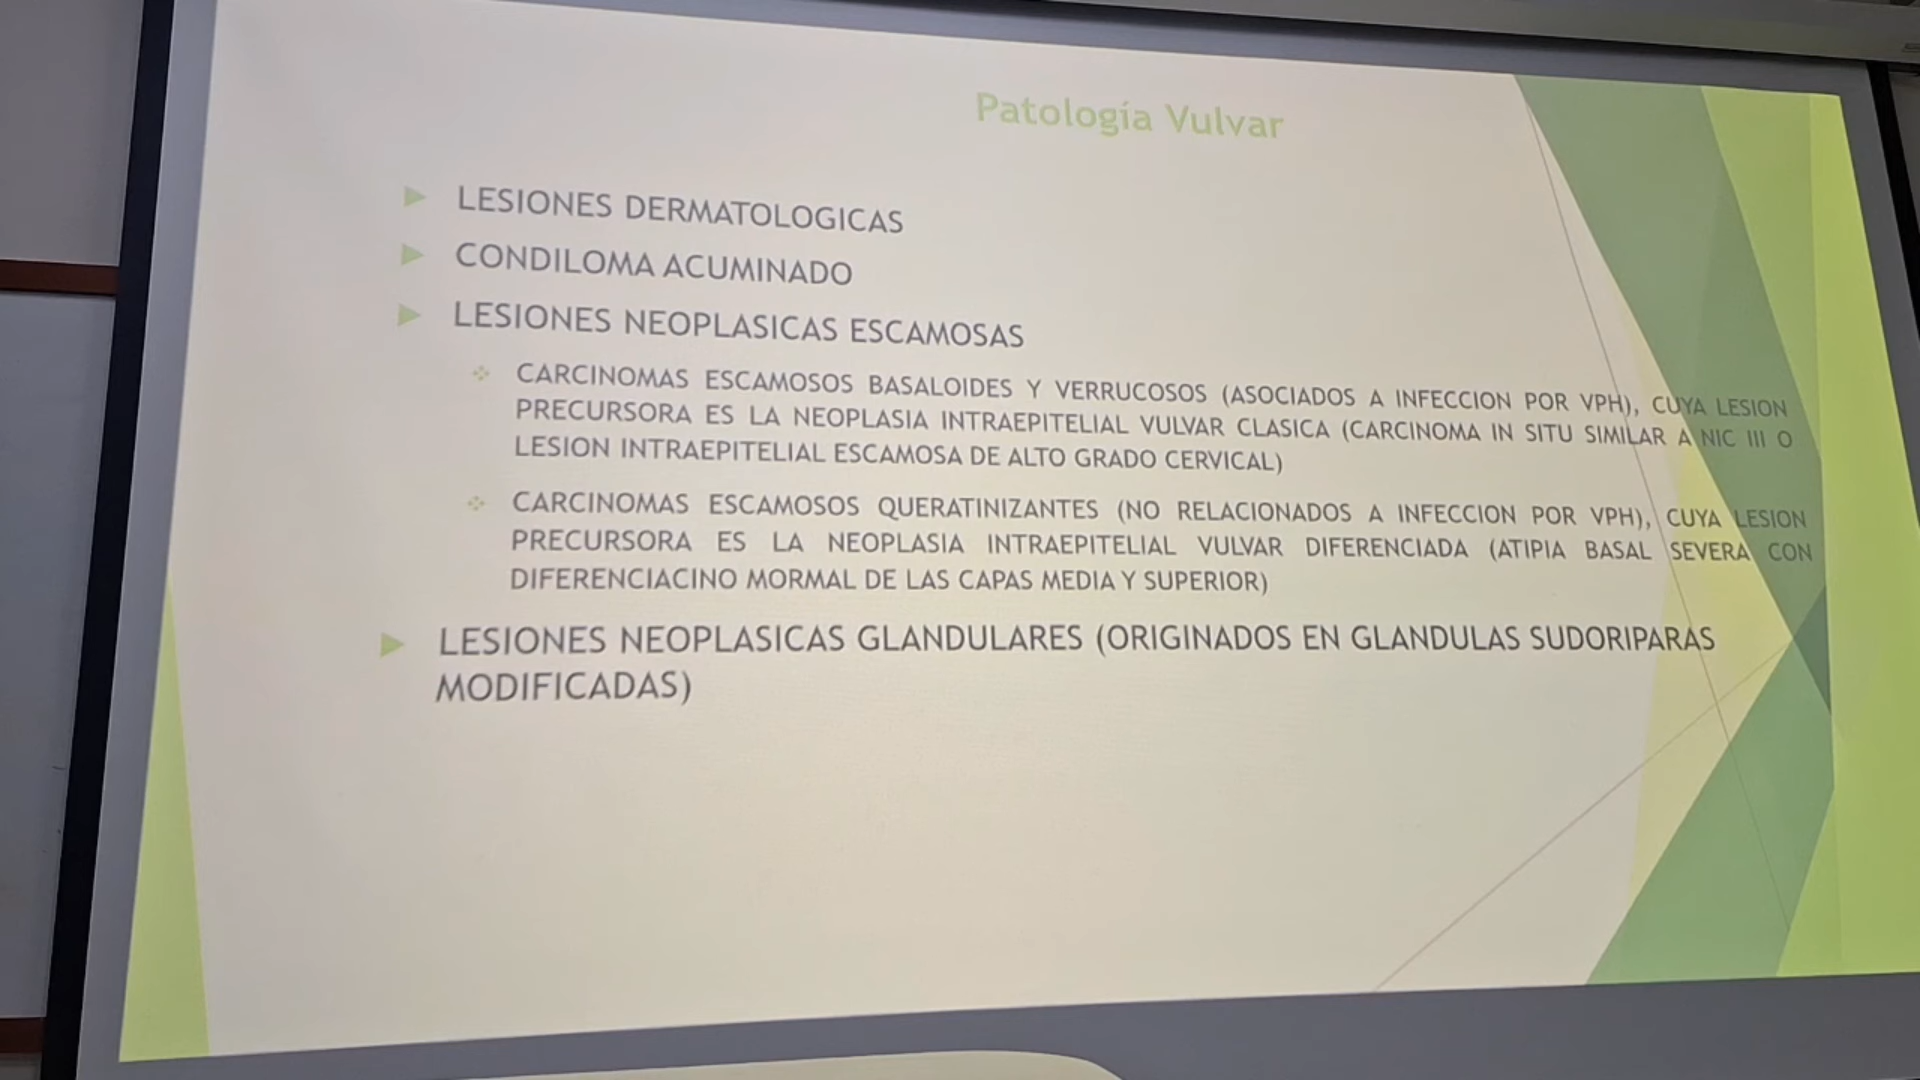 Patología Vulvar
LESIONES DERMATOLOGICAS
CONDILOMA ACUMINADO
LESIONES NEOPLASICAS ESCAMOSAS
CARCINOMAS ESCAMOSOS BASALOIDES Y VERRUCOSOS (ASOCIADOS A INFECCION POR VPH), CUYA LESION
PRECURSORA ES LA NEOPLASIA INTRAEPITELIAL VULVAR CLASICA (CARCINOMA IN SITU SIMILAR A NIC III O
LESION INTRAEPITELIAL ESCAMOSA DE ALTO GRADO CERVICAL)
CARCINOMAS ESCAMOSOS QUERATINIZANTES (NO RELACIONADOS A INFECCION POR VPH), CUYA LESION
PRECURSORA ES LA NEOPLASIA INTRAEPITELIAL VULVAR DIFERENCIADA (ATIPIA BASAL SEVERA CON
DIFERENCIACINO MORMAL DE LAS CAPAS MEDIA Y SUPERIOR)
LESIONES NEOPLASICAS GLANDULARES (ORIGINADOS EN GLANDULAS SUDORIPARAS
MODIFICADAS)